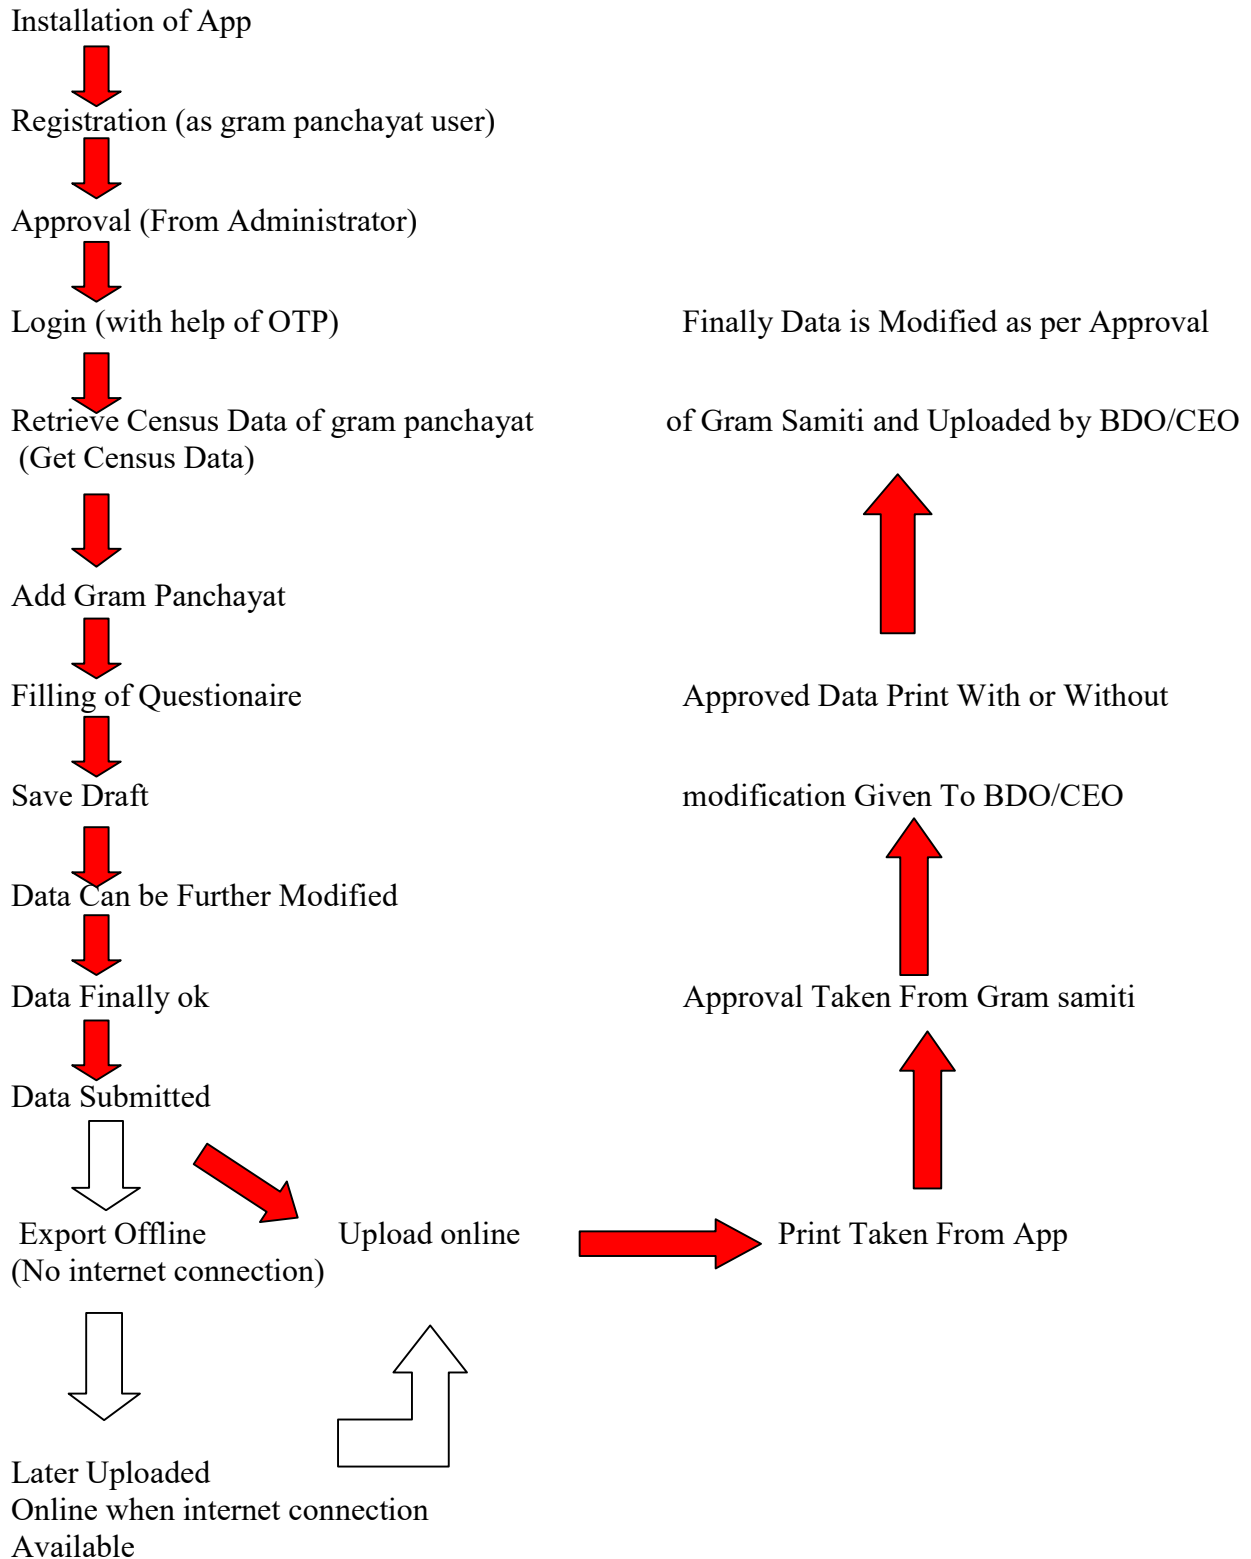 Installation of App
Registration (as gram panchayat user)
Approval (From Administrator)
Login (with help of OTP)
Retrieve Census Data of gram panchayat
(Get Census Data)
Add Gram Panchayat
Filling of Questionaire
Save Draft
Data Can be Further Modified
Data Finally ok
Data Submitted
Export Offline
(No internet connection)
Later Uploaded
Online when internet connection
Available
Upload online
Print Taken From App
Approval Taken From Gram samiti
Approved Data Print With or Without
modification Given To BDO/CEO
Finally Data is Modified as per Approval
of Gram Samiti and Uploaded by BDO/CEO